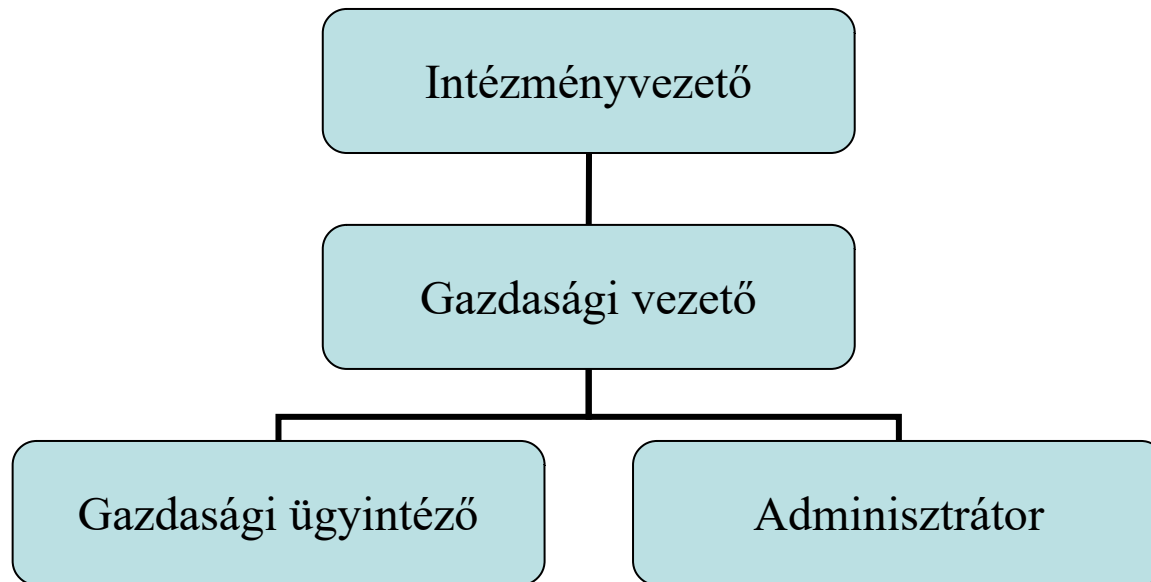 Intézményvezető
Gazdasági vezető
Gazdasági ügyintéző
Adminisztrátor